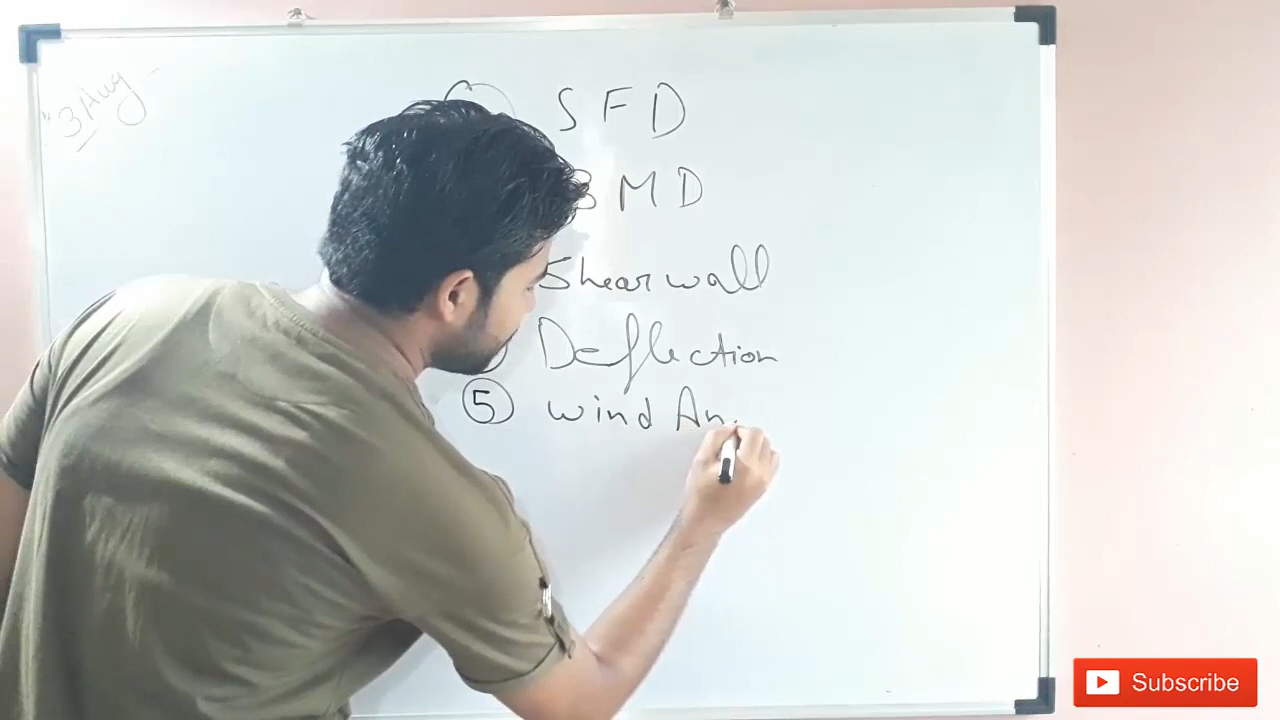 3 Aug
SFD
BMD
Shear wall
Deflection
5 wind An
Subscribe